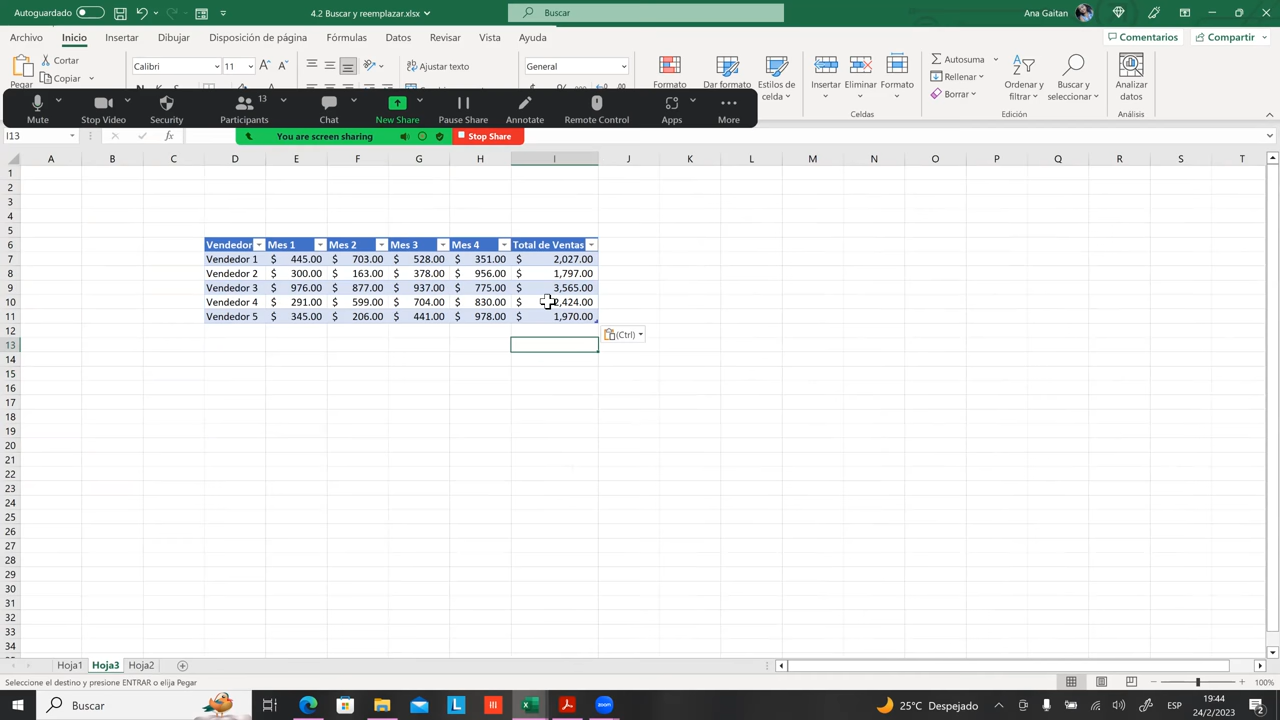 Autoguardado
4.2 Buscar y reemplazar.xlsx
Buscar
Ana Gaitan
Archivo Inicio Insertar Dibujar Disposición de página Fórmulas Datos Revisar Vista Ayuda
Comentarios Compartir
Pegar
Cortar
Copiar
Calibri 11
Ajustar texto
General
Formato
Dar formato
Estilos de
celda
Insertar Eliminar Formato
Celdas
Autosuma
Rellenar
Borrar
Ordenar y
filtrar
Buscar y
seleccionar
Edición
Analizar
datos
Análisis
Mute Stop Video Security Participants 13 Chat New Share Pause Share Annotate Remote Control Apps More
You are screen sharing Stop Share
I13
A B C D E F G H I J K L M N O P Q R S T
1
2
3
4
5
6 Vendedor Mes 1 Mes 2 Mes 3 Mes 4 Total de Ventas
7 Vendedor 1 $ 445.00 $ 703.00 $ 528.00 $ 351.00 $ 2,027.00
8 Vendedor 2 $ 300.00 $ 163.00 $ 378.00 $ 956.00 $ 1,797.00
9 Vendedor 3 $ 976.00 $ 877.00 $ 937.00 $ 775.00 $ 3,565.00
10 Vendedor 4 $ 291.00 $ 599.00 $ 704.00 $ 830.00 $ 2,424.00
11 Vendedor 5 $ 345.00 $ 206.00 $ 441.00 $ 978.00 $ 1,970.00
12 (Ctrl)
13
14
15
16
17
18
19
20
21
22
23
24
25
26
27
28
29
30
31
32
33
34
Hoja1 Hoja3 Hoja2
Seleccione el destino y presione ENTRAR o elija Pegar
100%
Buscar
25°C Despejado
ESP
19:44
24/2/2023
2